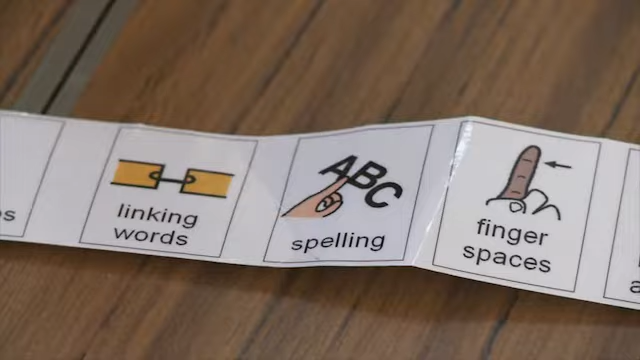 linking
words
ABC
spelling
finger
spaces